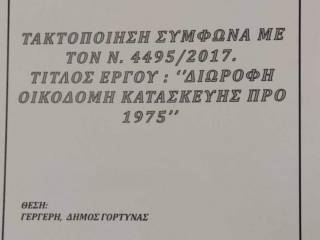 ΤΑΚΤΟΠΟΙΗΣΗ ΣΥΜΦΩΝΑ ΜΕ
ΤΟΝ Ν. 4495/2017.
ΤΙΤΛΟΣ ΕΡΓΟΥ : ‘’ΔΙΩΡΟΦΗ
ΟΙΚΟΔΟΜΗ ΚΑΤΑΣΚΕΥΗΣ ΠΡΟ
1975’’
ΘΕΣΗ:
ΓΕΡΓΕΡΗ, ΔΗΜΟΣ ΓΟΡΤΥΝΑΣ